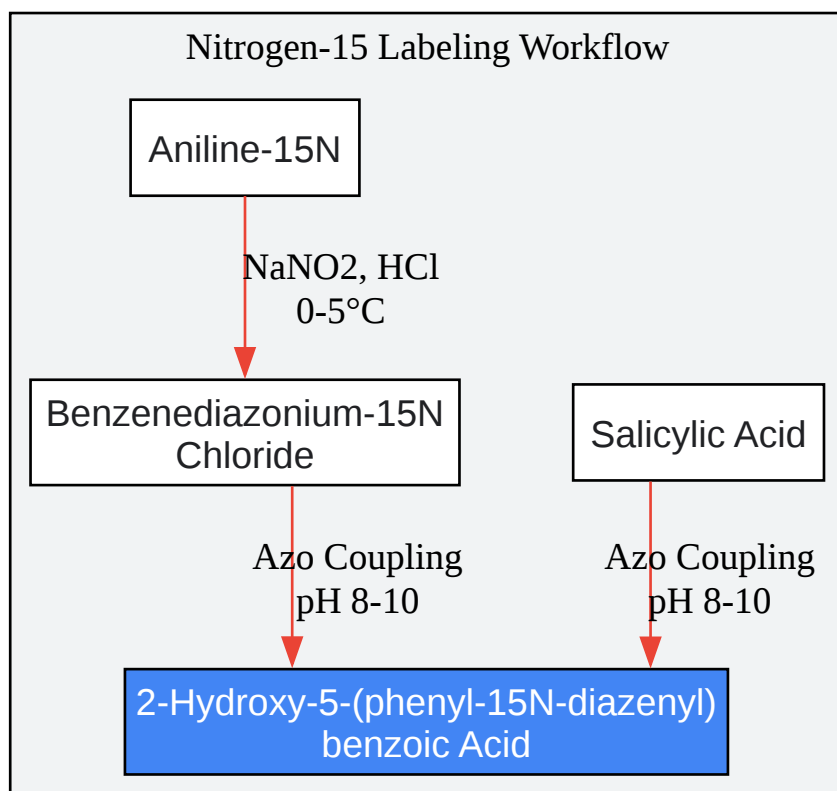 Nitrogen-15 Labeling Workflow
Aniline-15N
NaNO2, HCl
0-5°C
Benzenediazonium-15N
Chloride
Salicylic Acid
Azo Coupling
pH 8-10
Azo Coupling
pH 8-10
2-Hydroxy-5-(phenyl-15N-diazenyl)
benzoic Acid